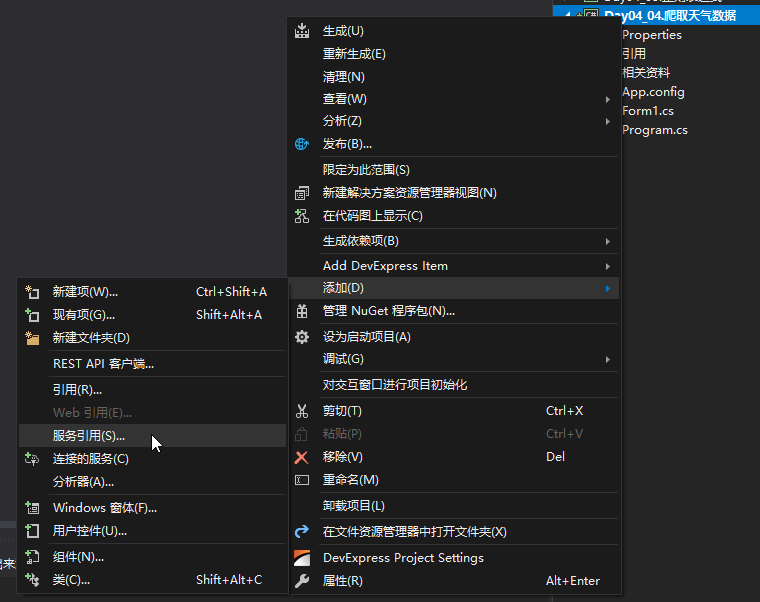 Day04_04.爬取天气数据
Properties
引用
相关资料
App.config
Form1.cs
Program.cs
生成(U)
重新生成(E)
清理(N)
查看(W)
分析(Z)
发布(B)...
限定为此范围(S)
新建解决方案资源管理器视图(N)
在代码图上显示(C)
生成依赖项(B)
Add DevExpress Item
添加(D)
管理 NuGet 程序包(N)...
设为启动项目(A)
调试(G)
对交互窗口进行项目初始化
剪切(T) Ctrl+X
粘贴(P) Ctrl+V
移除(V) Del
重命名(M)
卸载项目(L)
在文件资源管理器中打开文件夹(X)
DevExpress Project Settings
属性(R) Alt+Enter
新建项(W)... Ctrl+Shift+A
现有项(G)... Shift+Alt+A
新建文件夹(D)
REST API 客户端...
引用(R)...
Web 引用(E)...
服务引用(S)...
连接的服务(C)
分析器(A)...
Windows 窗体(F)...
用户控件(U)...
组件(N)...
类(C)... Shift+Alt+C
出来